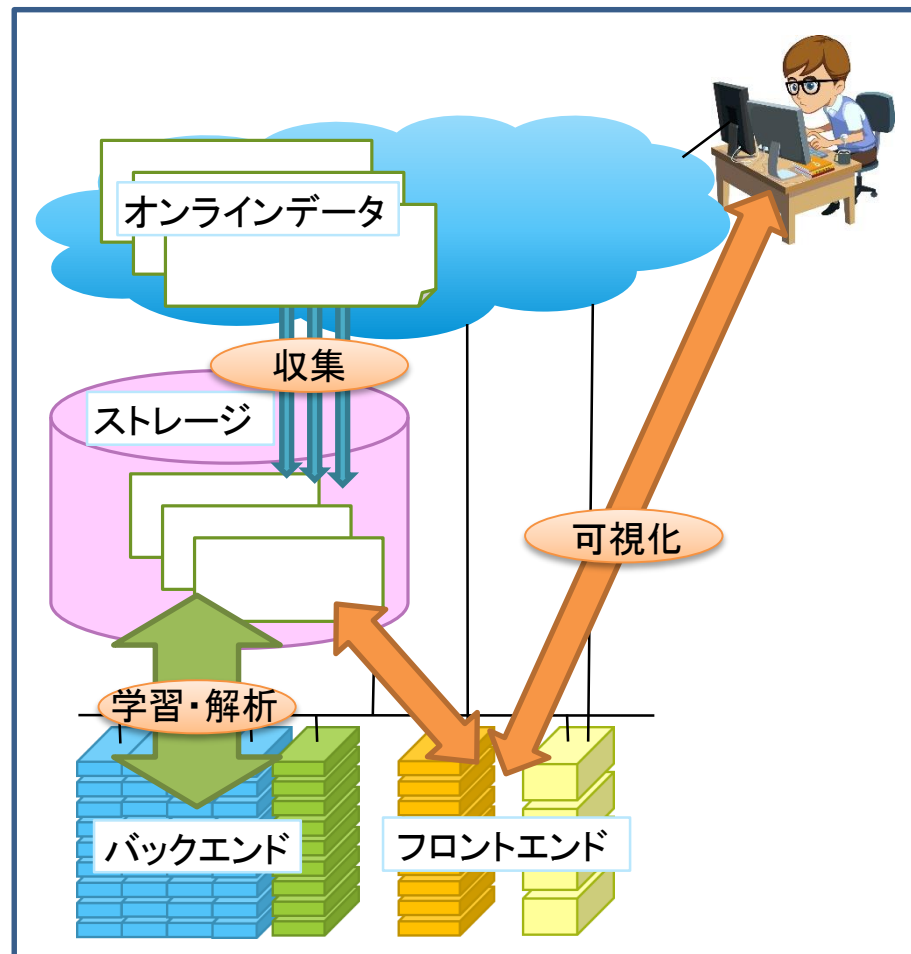 オンラインデータ
収集
ストレージ
可視化
学習・解析
バックエンド
フロントエンド